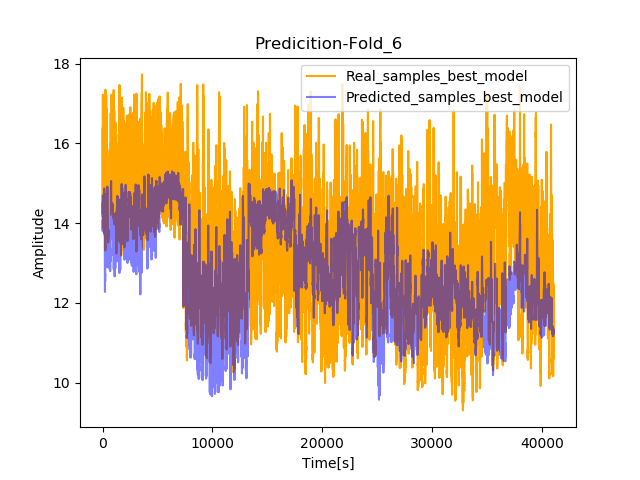 Predicition-Fold_6
Real_samples_best_model
Predicted_samples_best_model
18
16
14
12
10
Amplitude
0
10000
20000
30000
40000
Time[s]